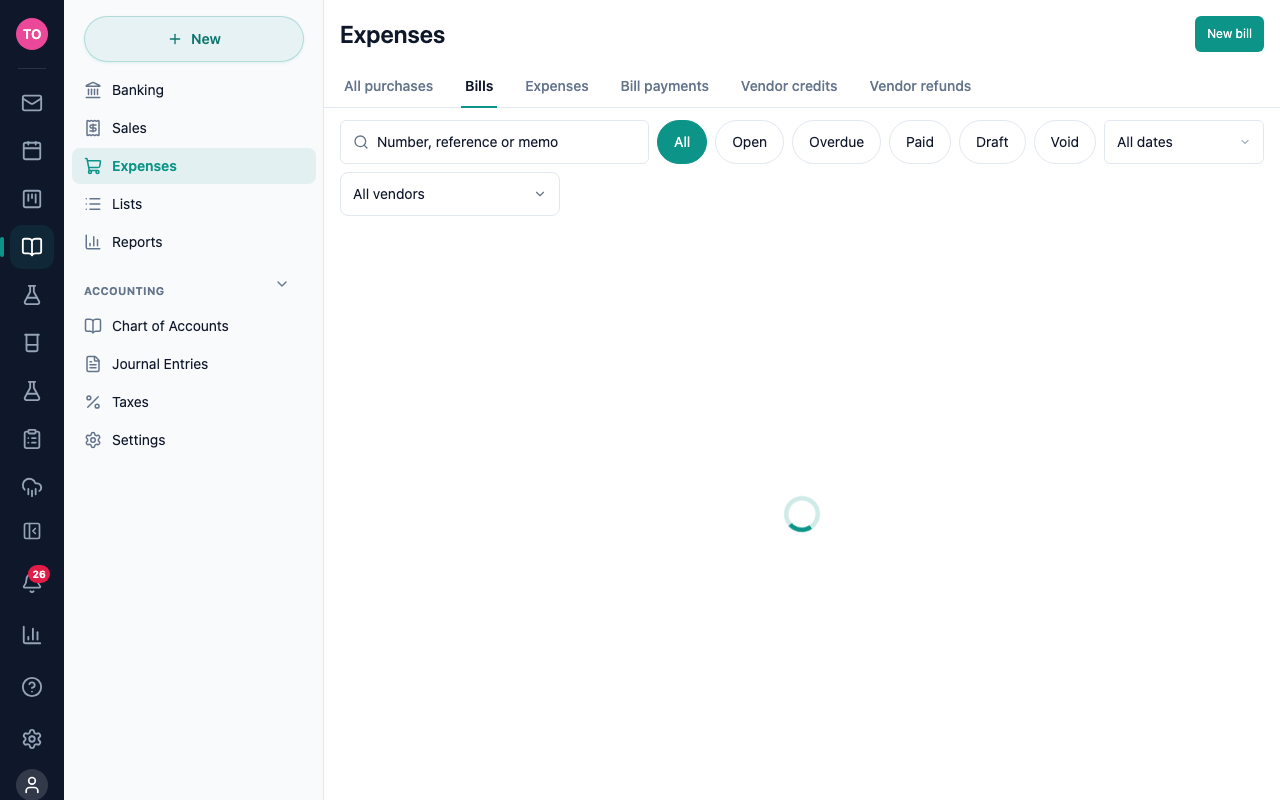 TO
New
Banking
Sales
Expenses
Lists
Reports
ACCOUNTING
Chart of Accounts
Journal Entries
Taxes
Settings
26
Expenses
New bill
All purchases Bills Expenses Bill payments Vendor credits Vendor refunds
Number, reference or memo All Open Overdue Paid Draft Void All dates
All vendors